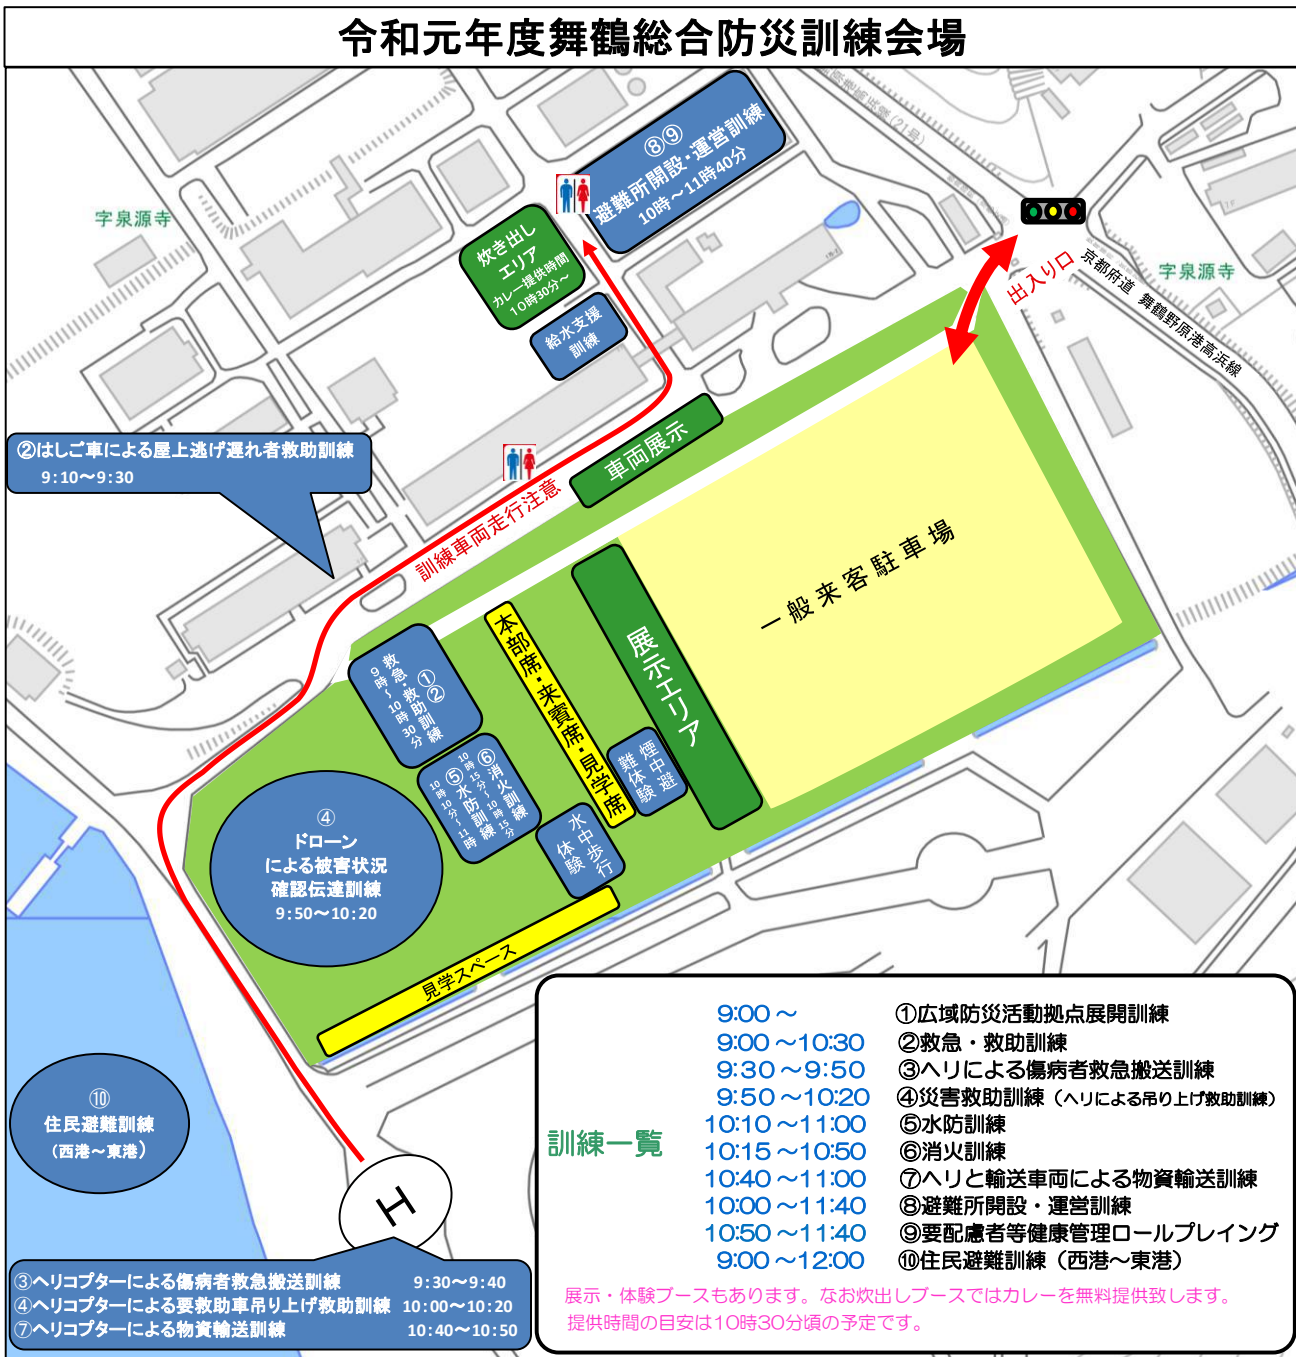 令和元年度舞鶴総合防災訓練会場
⑧⑨
避難所開設・運営訓練
10時～11時40分
字泉源寺
炊き出し
エリア
カレー提供時間
10時30分～
給水支援
訓練
出入り口
京都府道 舞鶴野原港高浜線
字泉源寺
②はしご車による屋上逃げ遅れ者救助訓練
9:10～9:30
車両展示
訓練車両走行注意
一般来客駐車場
展示エリア
本部席・来賓席・見学席
①②
救急・救助訓練
9時～10時30分
⑥消火訓練
10時15分～10時15分
⑤水防訓練
10時10分～11時
煙中避
難体験
水中歩行
体験
④
ドローン
による被害状況
確認伝達訓練
9:50～10:20
見学スペース
⑩
住民避難訓練
(西港～東港)
H
③ヘリコプターによる傷病者救急搬送訓練 9:30～9:40
④ヘリコプターによる要救助車吊り上げ救助訓練 10:00～10:20
⑦ヘリコプターによる物資輸送訓練 10:40～10:50
訓練一覧
9:00～ ①広域防災活動拠点展開訓練
9:00～10:30 ②救急・救助訓練
9:30～9:50 ③ヘリによる傷病者救急搬送訓練
9:50～10:20 ④災害救助訓練（ヘリによる吊り上げ救助訓練）
10:10～11:00 ⑤水防訓練
10:15～10:50 ⑥消火訓練
10:40～11:00 ⑦ヘリと輸送車両による物資輸送訓練
10:00～11:40 ⑧避難所開設・運営訓練
10:50～11:40 ⑨要配慮者等健康管理ロールプレイング
9:00～12:00 ⑩住民避難訓練（西港～東港）
展示・体験ブースもあります。なお炊出しブースではカレーを無料提供致します。
提供時間の目安は10時30分頃の予定です。